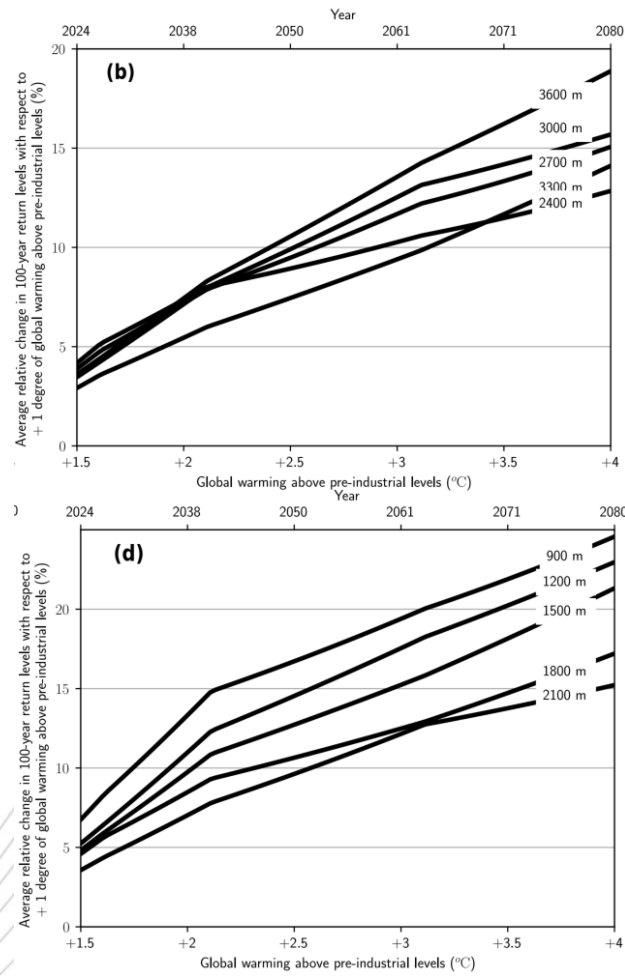 Year
2024 2038 2050 2061 2071 2080
(b)
Average relative change in 100-year return levels with respect to
+ 1 degree of global warming above pre-industrial levels (%)
20
15
10
5
0
3600 m
3000 m
2700 m
3300 m
2400 m
+1.5 +2 +2.5 +3 +3.5 +4
Global warming above pre-industrial levels (°C)
Year
2024 2038 2050 2061 2071 2080
(d)
Average relative change in 100-year return levels with respect to
+ 1 degree of global warming above pre-industrial levels (%)
20
15
10
5
0
900 m
1200 m
1500 m
1800 m
2100 m
+1.5 +2 +2.5 +3 +3.5 +4
Global warming above pre-industrial levels (°C)